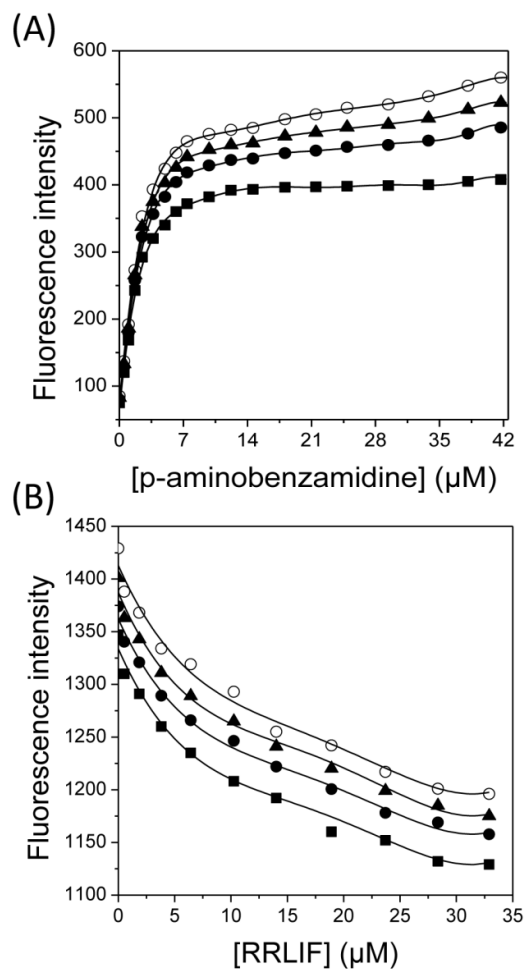 (A)
600
500
400
300
200
100
0 7 14 21 28 35 42
Fluorescence intensity
[p-aminobenzamidine] (µM)
(B)
1450
1400
1350
1300
1250
1200
1150
1100
0 5 10 15 20 25 30 35
Fluorescence intensity
[RRLIF] (µM)